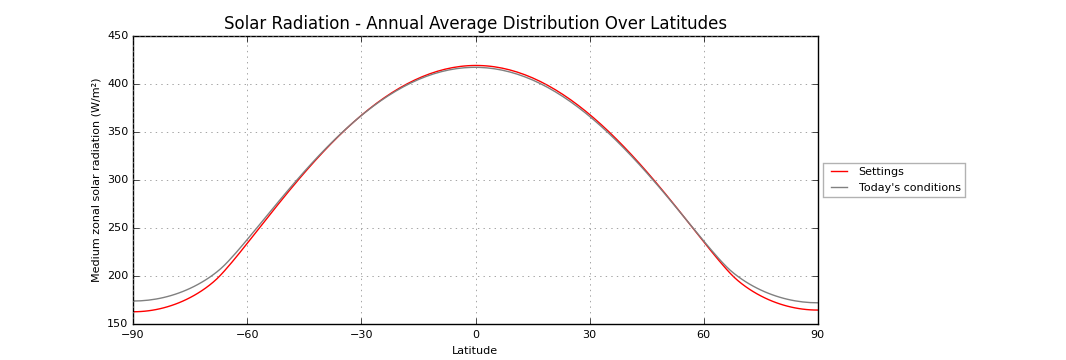 Solar Radiation - Annual Average Distribution Over Latitudes
Medium zonal solar radiation (W/m²)
450
400
350
300
250
200
150
−90
−60
−30
0
30
60
90
Latitude
Settings
Today's conditions